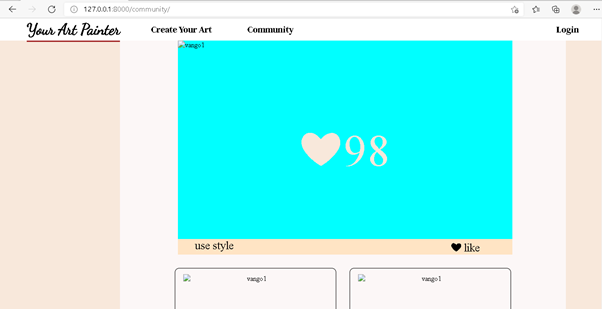 127.0.0.1:8000/community/
Your Art Painter
Create Your Art
Community
Login
vango1
98
use style
like
vango1
vango1